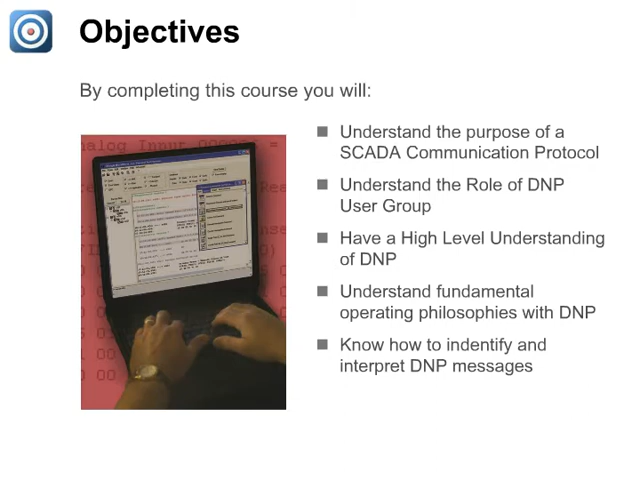 Objectives
By completing this course you will:
Understand the purpose of a
SCADA Communication Protocol
Understand the Role of DNP
User Group
Have a High Level Understanding
of DNP
Understand fundamental
operating philosophies with DNP
Know how to indentify and
interpret DNP messages